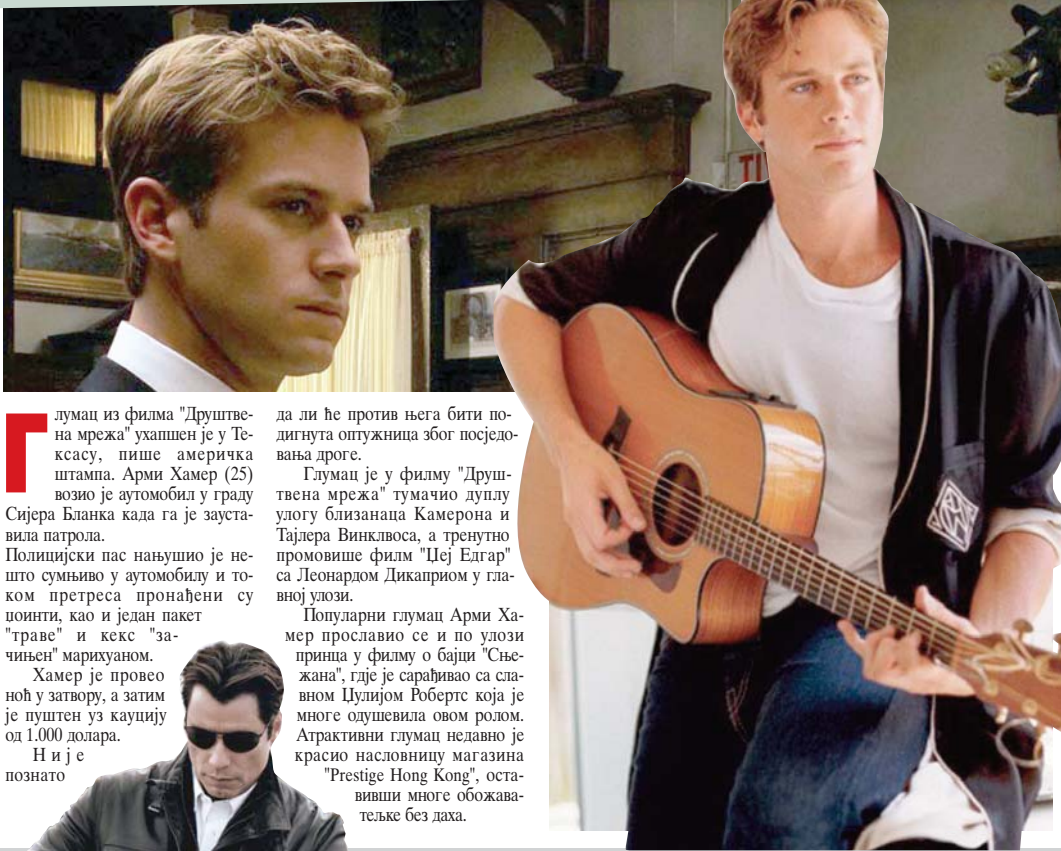 Глумац из филма "Друштве-
на мрежа" ухапшен је у Те-
ксасу, пише америчка
штампа. Арми Хамер (25)
возио је аутомобил у граду
Сијера Бланка када га је зауста-
вила патрола.
Полицијски пас нањушио је не-
што сумњиво у аутомобилу и то-
ком претреса пронађени су
џоинти, као и један пакет
"траве" и кекс "за-
чињен" марихуаном.
Хамер је провео
ноћ у затвору, а затим
је пуштен уз кауцију
од 1.000 долара.
Није
познато
да ли ће против њега бити по-
дигнута оптужница због посједо-
вања дроге.
Глумац је у филму "Друш-
твена мрежа" тумачио дуплу
улогу близанаца Камерона и
Тајлера Винклвоса, а тренутно
промовише филм "Џеј Едгар"
са Леонардом Дикаприом у гла-
вној улози.
Популарни глумац Арми Ха-
мер прославио се и по улози
принца у филму о бајци "Сње-
жана", гдје је сарађивао са сла-
вном Џулијом Робертс која је
многе одушевила овом ролом.
Атрактивни глумац недавно је
красио насловницу магазина
"Prestige Hong Kong", оста-
вивши многе обожава-
тељке без даха.